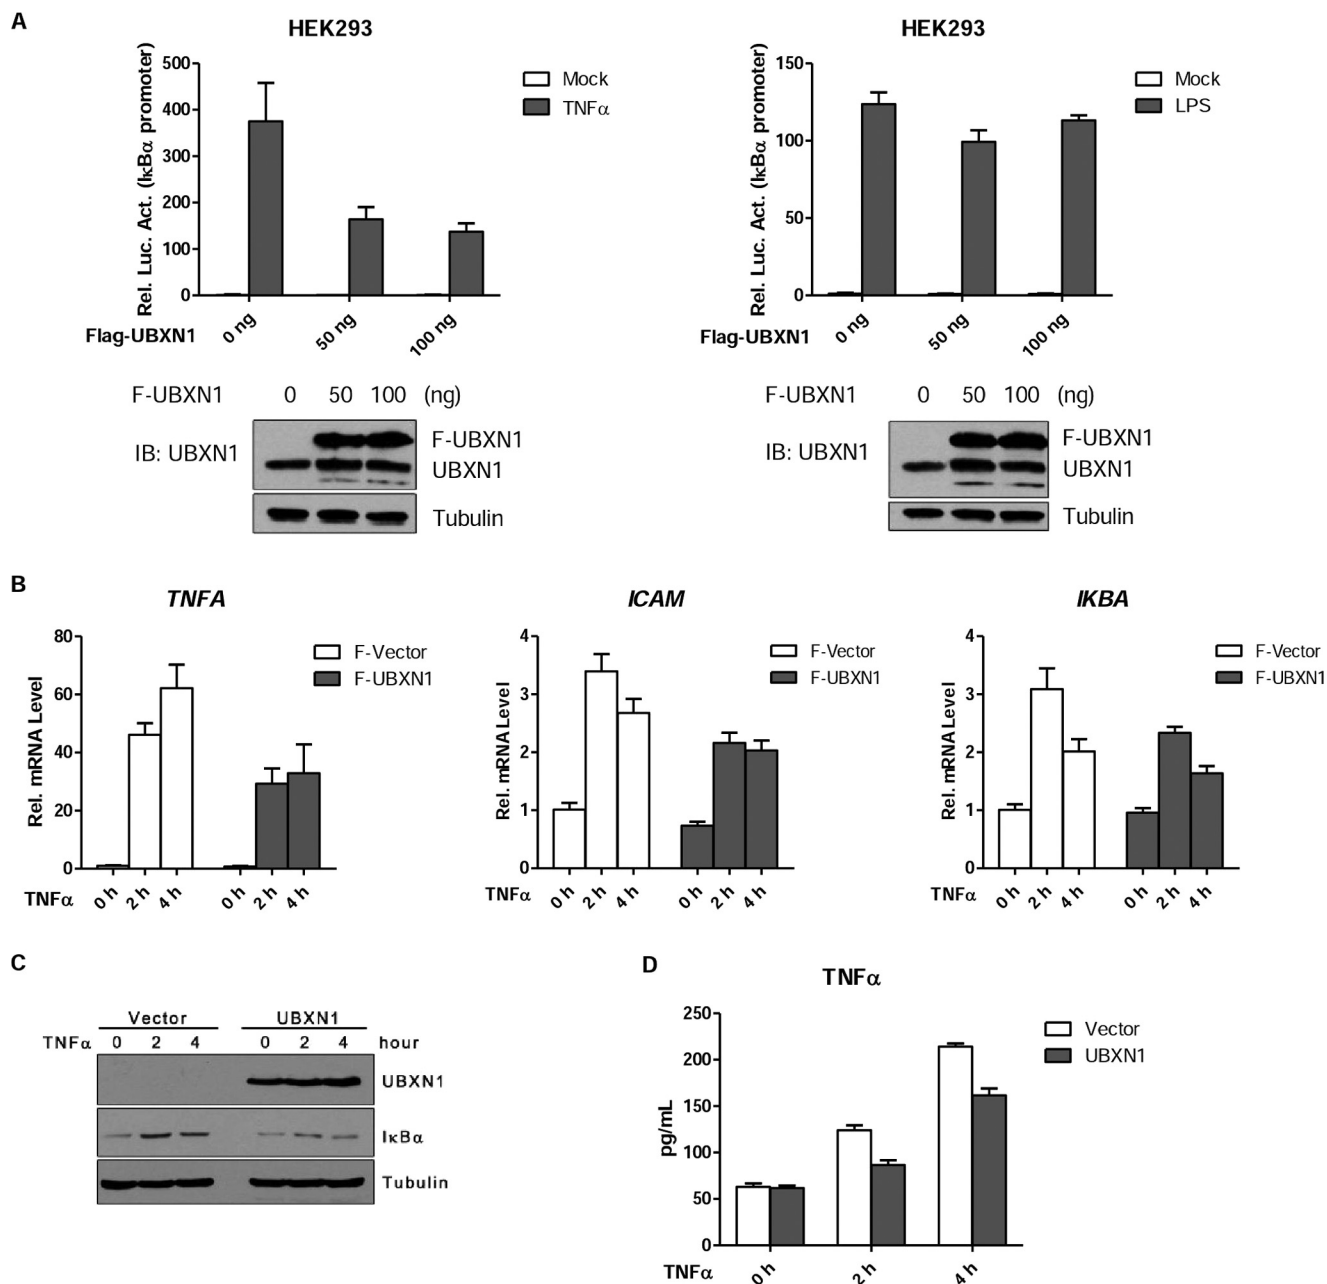 A
HEK293
Rel. Luc. Act. (IκBα promoter)
500
400
300
200
100
0
Mock
TNFα
Flag-UBXN1
0 ng
50 ng
100 ng
F-UBXN1 0 50 100 (ng)
IB: UBXN1
F-UBXN1
UBXN1
Tubulin
HEK293
Rel. Luc. Act. (IκBα promoter)
150
100
50
0
Mock
LPS
Flag-UBXN1
0 ng
50 ng
100 ng
F-UBXN1 0 50 100 (ng)
IB: UBXN1
F-UBXN1
UBXN1
Tubulin
B
TNFA
Rel. mRNA Level
80
60
40
20
0
F-Vector
F-UBXN1
TNFα 0 h 2 h 4 h 0 h 2 h 4 h
ICAM
Rel. mRNA Level
4
3
2
1
0
F-Vector
F-UBXN1
TNFα 0 h 2 h 4 h 0 h 2 h 4 h
IKBA
Rel. mRNA Level
4
3
2
1
0
F-Vector
F-UBXN1
TNFα 0 h 2 h 4 h 0 h 2 h 4 h
C
Vector UBXN1
TNFα 0 2 4 0 2 4 hour
UBXN1
IκBα
Tubulin
D
TNFα
pg/mL
250
200
150
100
50
0
Vector
UBXN1
TNFα 0 h 2 h 4 h